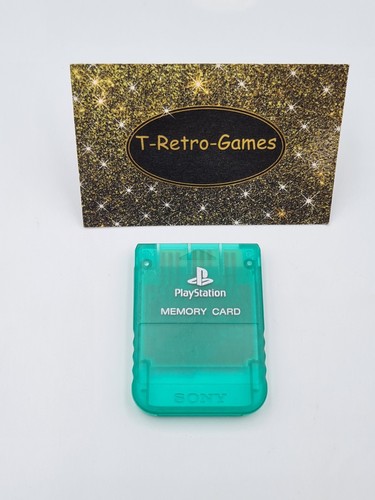 T-Retro-Games
PlayStation
MEMORY CARD
SONY